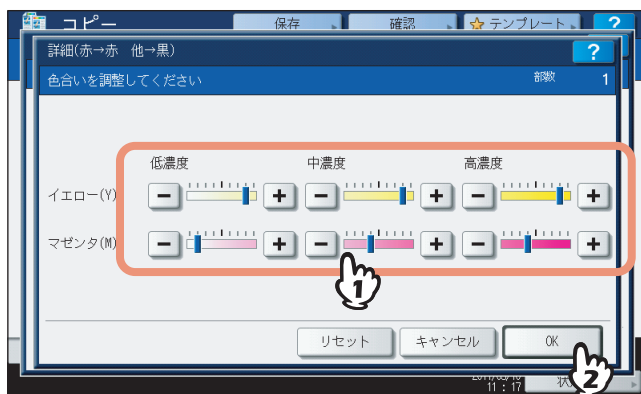 コピー 保存 確認 テンプレート ?
詳細(赤→赤 他→黒) ?
色合いを調整してください 部数 1
低濃度 中濃度 高濃度
イエロー(Y) − + − + − +
マゼンタ(M) − + − + − +
1
リセット キャンセル OK
2
11 : 17